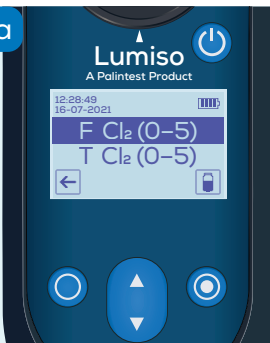 a
Lumiso
A Palintest Product
12:28:49
16-07-2021
F Cl₂ (0–5)
T Cl₂ (0–5)